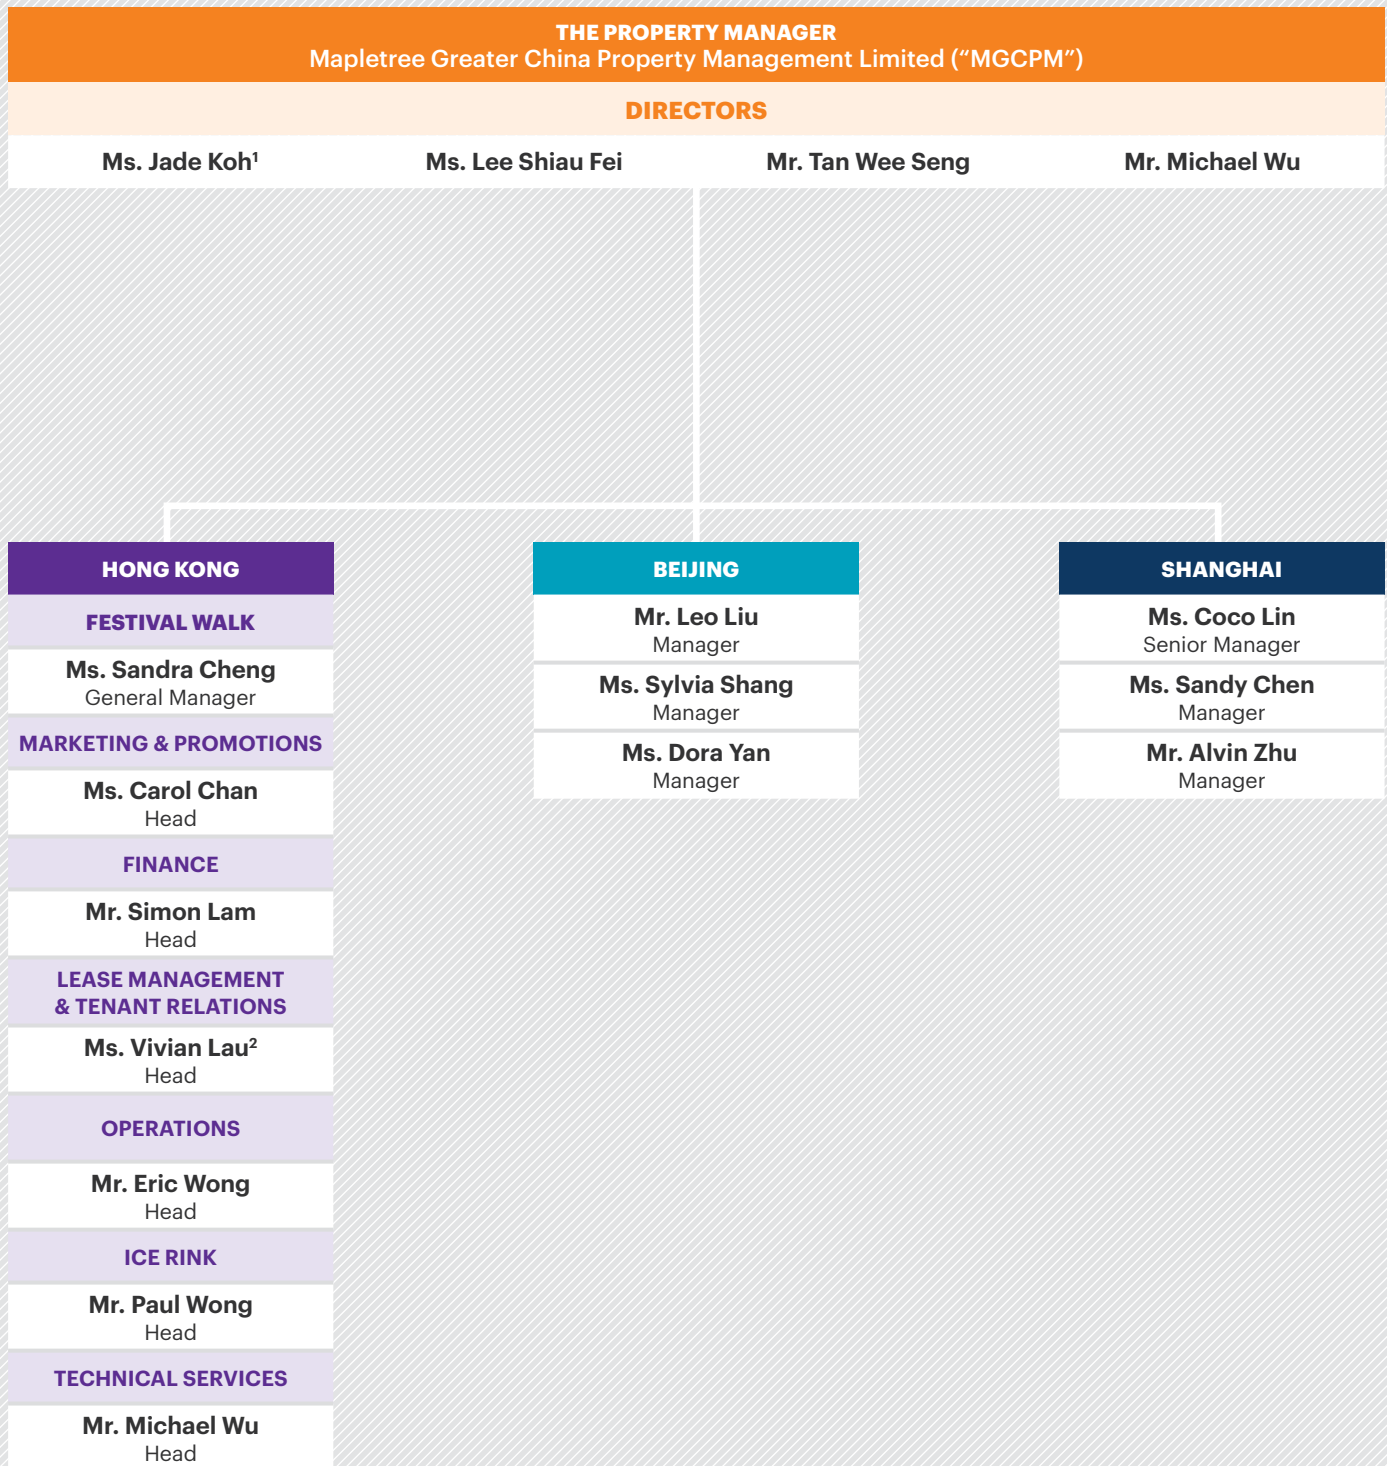 THE PROPERTY MANAGER
Mapletree Greater China Property Management Limited (“MGCPM”)
DIRECTORS
Ms. Jade Koh¹
Ms. Lee Shiau Fei
Mr. Tan Wee Seng
Mr. Michael Wu
HONG KONG
FESTIVAL WALK
Ms. Sandra Cheng
General Manager
MARKETING & PROMOTIONS
Ms. Carol Chan
Head
FINANCE
Mr. Simon Lam
Head
LEASE MANAGEMENT
& TENANT RELATIONS
Ms. Vivian Lau²
Head
OPERATIONS
Mr. Eric Wong
Head
ICE RINK
Mr. Paul Wong
Head
TECHNICAL SERVICES
Mr. Michael Wu
Head
BEIJING
Mr. Leo Liu
Manager
Ms. Sylvia Shang
Manager
Ms. Dora Yan
Manager
SHANGHAI
Ms. Coco Lin
Senior Manager
Ms. Sandy Chen
Manager
Mr. Alvin Zhu
Manager